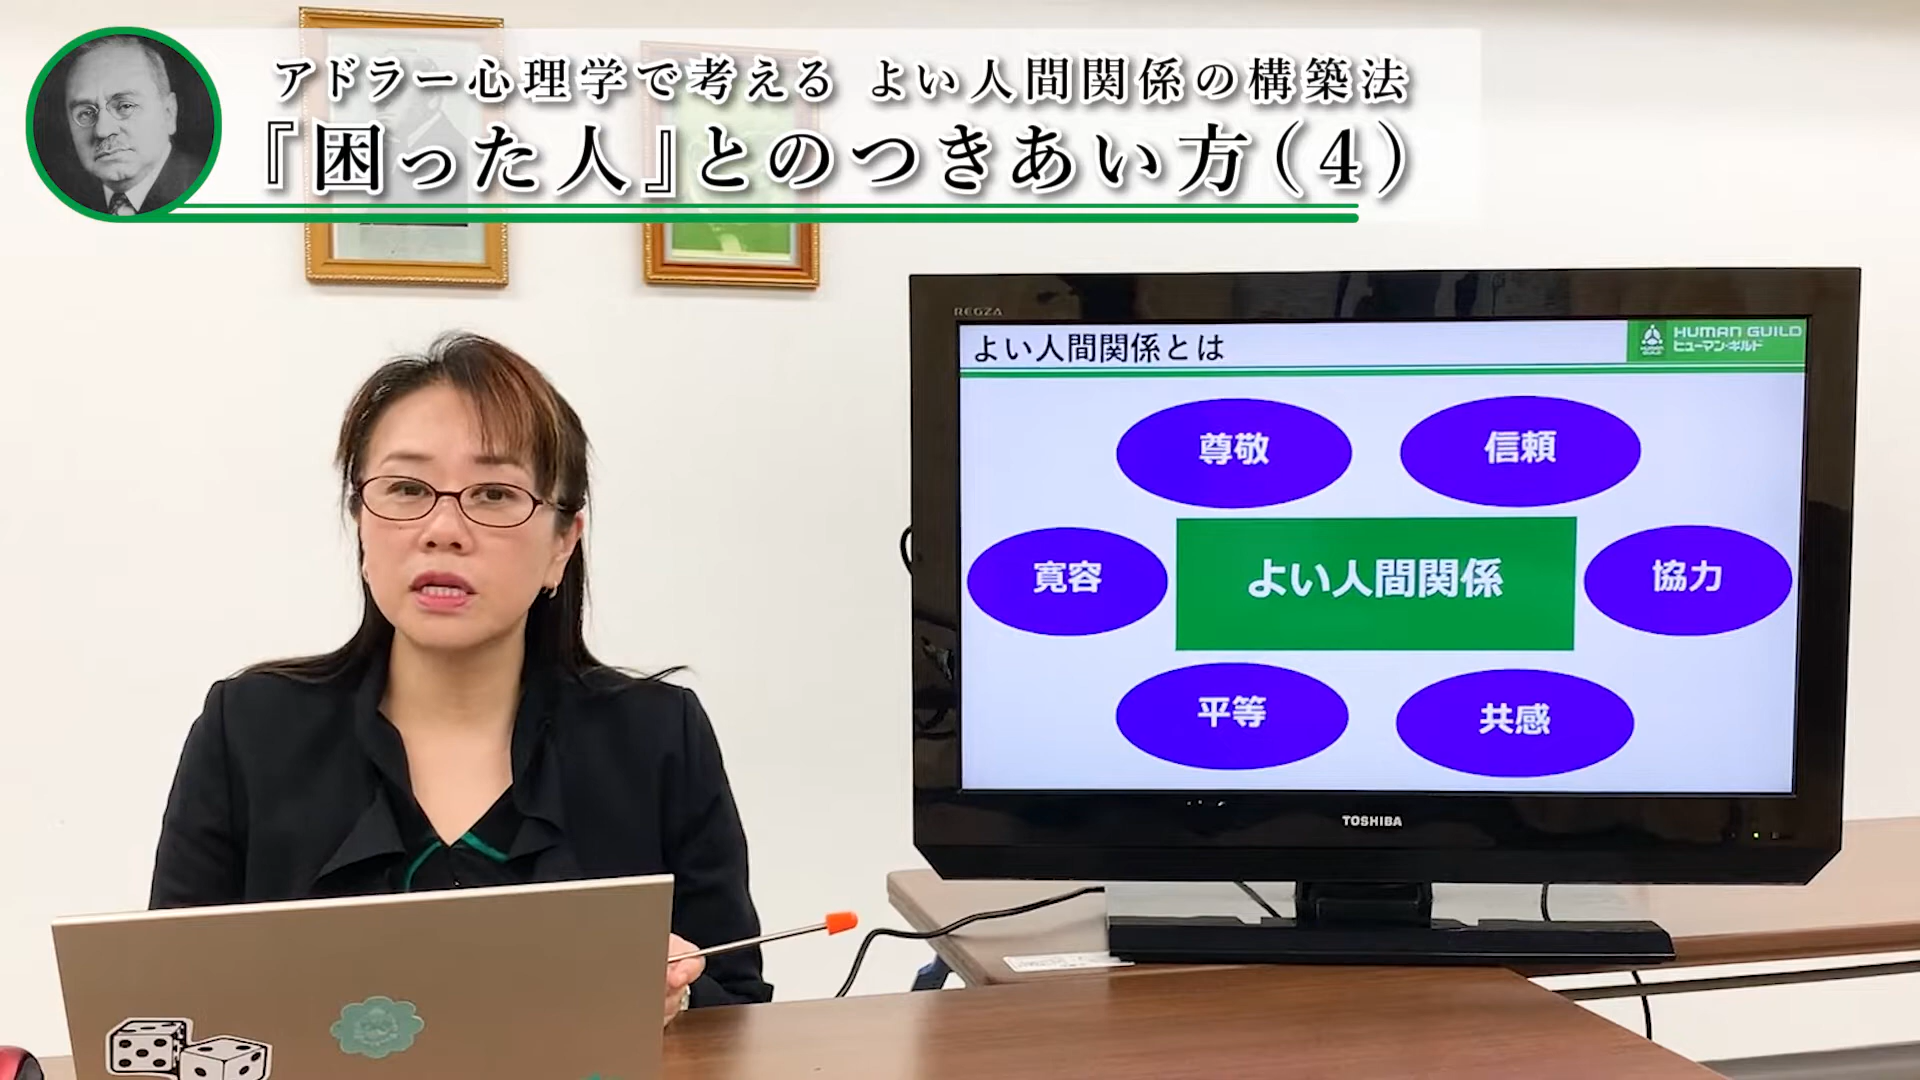 アドラー心理学で考える よい人間関係の構築法
『困った人』とのつきあい方(4)
REGZA
よい人間関係とは
HUMAN GUILD
ヒューマン・ギルド
HUMAN GUILD
尊敬
信頼
寛容
よい人間関係
協力
平等
共感
TOSHIBA